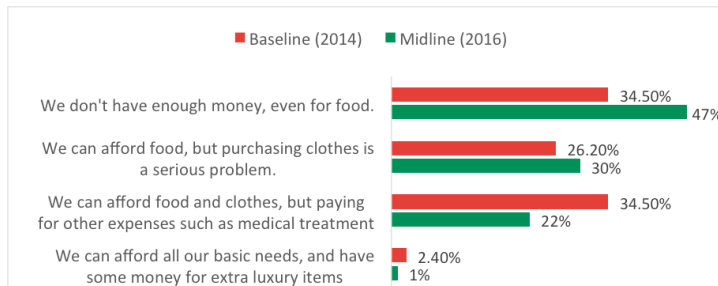 Baseline (2014) Midline (2016)
We don't have enough money, even for food.
34.50%
47%
We can afford food, but purchasing clothes is
a serious problem.
26.20%
30%
We can afford food and clothes, but paying
for other expenses such as medical treatment
34.50%
22%
We can afford all our basic needs, and have
some money for extra luxury items
2.40%
1%